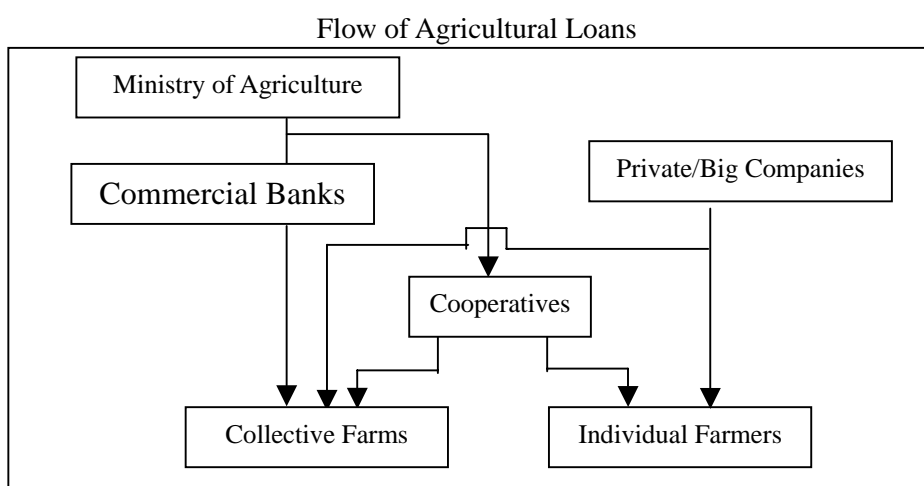 Flow of Agricultural Loans
Ministry of Agriculture
Private/Big Companies
Commercial Banks
Cooperatives
Collective Farms
Individual Farmers